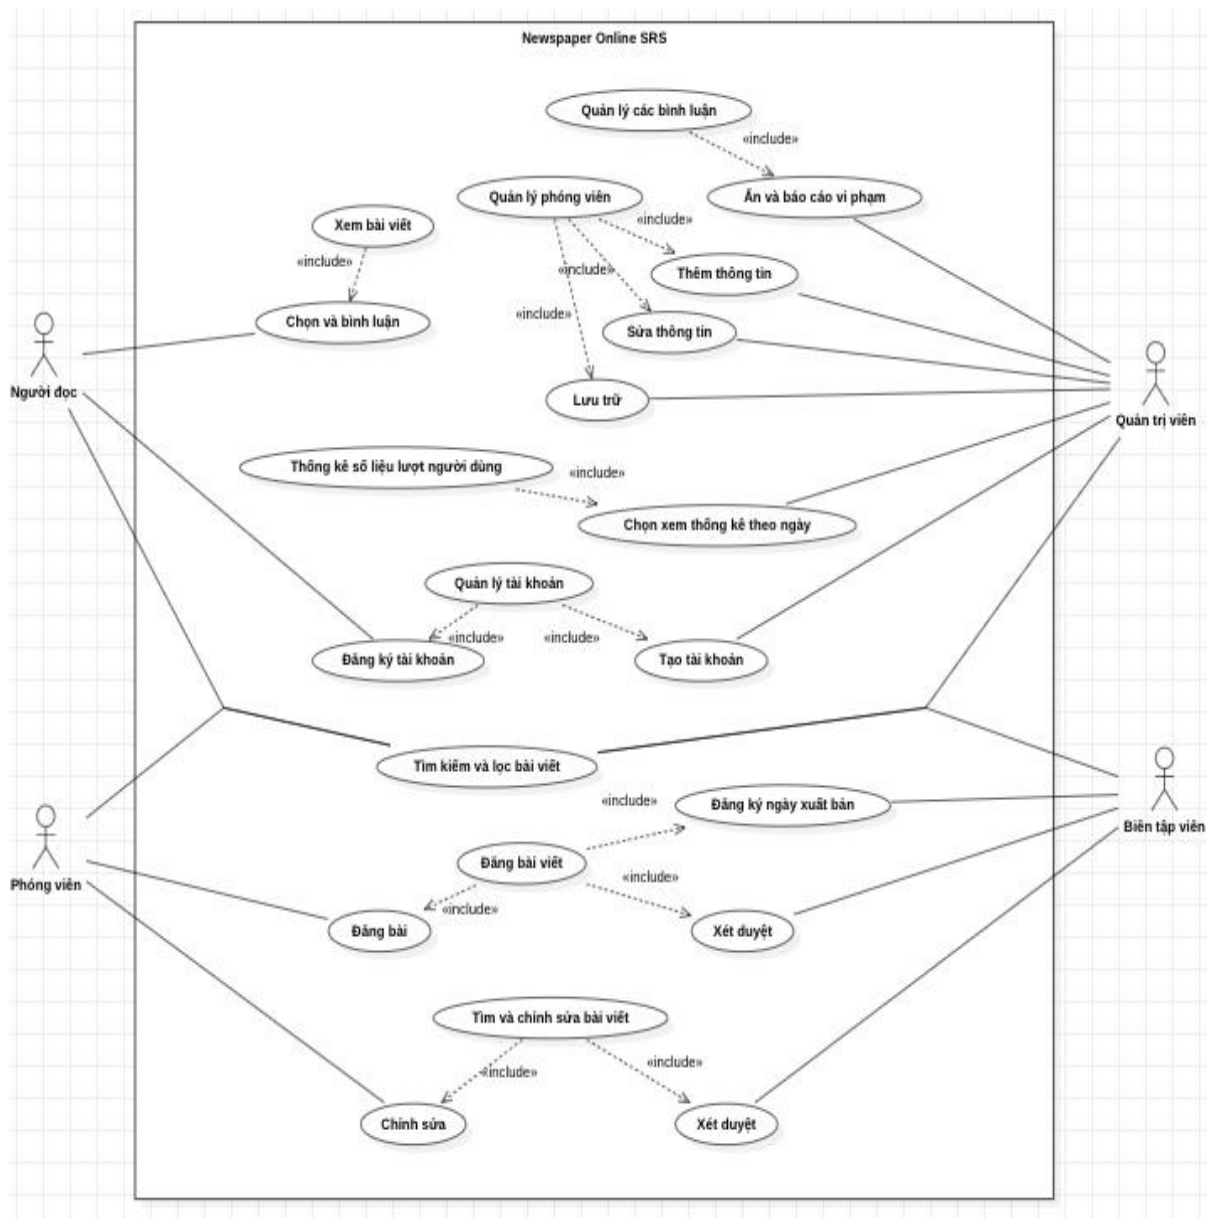 Newspaper Online SRS
Quản lý các bình luận
«include»
Quản lý phóng viên
Ẩn và báo cáo vi phạm
Xem bài viết
«include»
«include»
«include»
Thêm thông tin
«include»
Chọn và bình luận
Sửa thông tin
Người đọc
Lưu trữ
Quản trị viên
Thống kê số liệu lượt người dùng
«include»
Chọn xem thống kê theo ngày
Quản lý tài khoản
«include»
«include»
Đăng ký tài khoản
Tạo tài khoản
Tìm kiếm và lọc bài viết
«include»
Đăng ký ngày xuất bản
Biên tập viên
Đăng bài viết
«include»
Phóng viên
«include»
Đăng bài
Xét duyệt
Tìm và chỉnh sửa bài viết
«include»
«include»
Chỉnh sửa
Xét duyệt